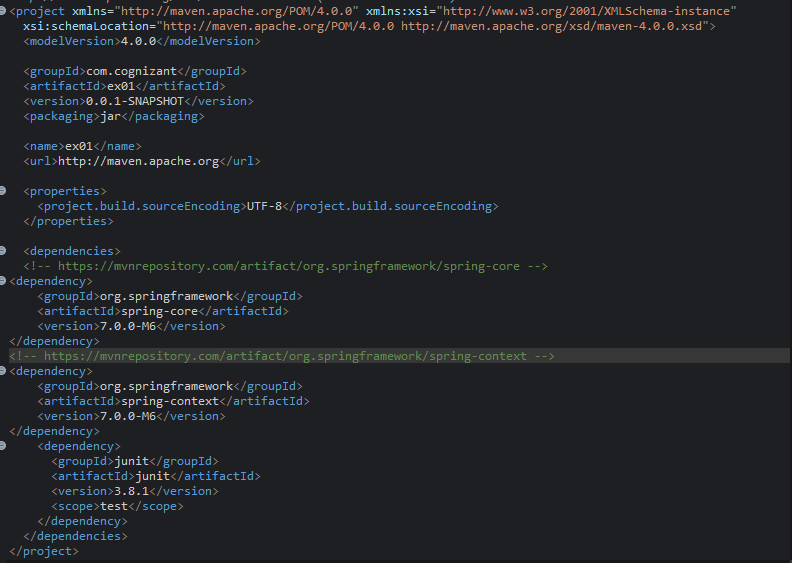 <project xmlns="http://maven.apache.org/POM/4.0.0" xmlns:xsi="http://www.w3.org/2001/XMLSchema-instance"
xsi:schemaLocation="http://maven.apache.org/POM/4.0.0 http://maven.apache.org/xsd/maven-4.0.0.xsd">
<modelVersion>4.0.0</modelVersion>
<groupId>com.cognizant</groupId>
<artifactId>ex01</artifactId>
<version>0.0.1-SNAPSHOT</version>
<packaging>jar</packaging>
<name>ex01</name>
<url>http://maven.apache.org</url>
<properties>
<project.build.sourceEncoding>UTF-8</project.build.sourceEncoding>
</properties>
<dependencies>
<!-- https://mvnrepository.com/artifact/org.springframework/spring-core -->
<dependency>
<groupId>org.springframework</groupId>
<artifactId>spring-core</artifactId>
<version>7.0.0-M6</version>
</dependency>
<!-- https://mvnrepository.com/artifact/org.springframework/spring-context -->
<dependency>
<groupId>org.springframework</groupId>
<artifactId>spring-context</artifactId>
<version>7.0.0-M6</version>
</dependency>
<dependency>
<groupId>junit</groupId>
<artifactId>junit</artifactId>
<version>3.8.1</version>
<scope>test</scope>
</dependency>
</dependencies>
</project>